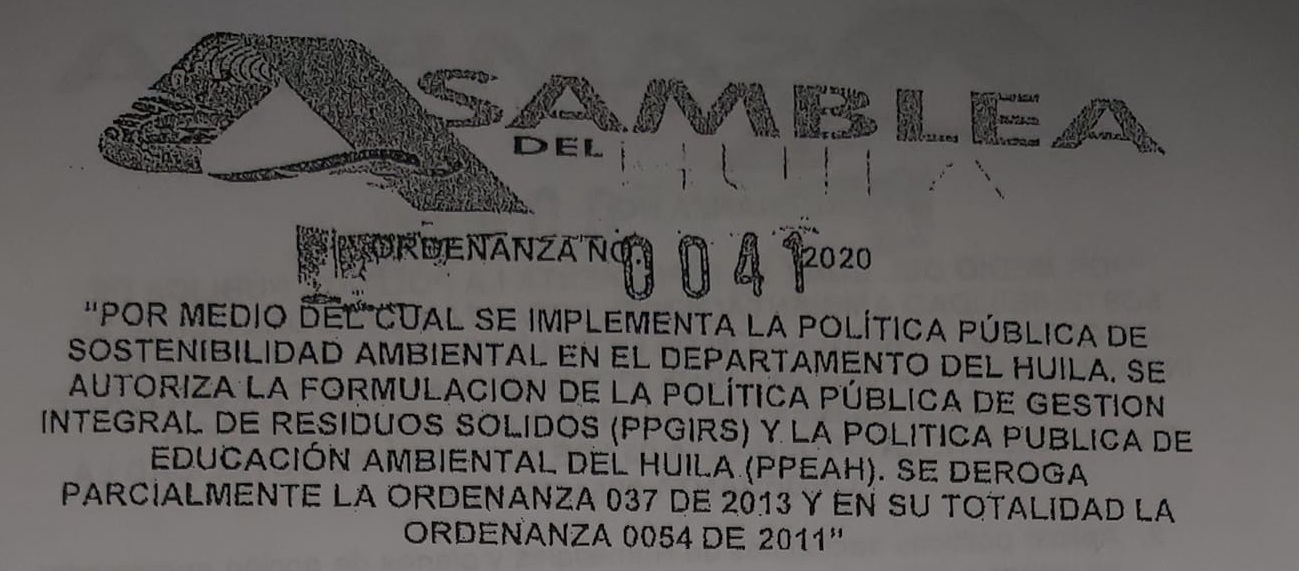 ASAMBLEA
DEL HUILA
ORDENANZA NO. 0041 2020
"POR MEDIO DEL CUAL SE IMPLEMENTA LA POLÍTICA PÚBLICA DE
SOSTENIBILIDAD AMBIENTAL EN EL DEPARTAMENTO DEL HUILA. SE
AUTORIZA LA FORMULACION DE LA POLÍTICA PÚBLICA DE GESTION
INTEGRAL DE RESIDUOS SOLIDOS (PPGIRS) Y LA POLITICA PUBLICA DE
EDUCACIÓN AMBIENTAL DEL HUILA (PPEAH). SE DEROGA
PARCIALMENTE LA ORDENANZA 037 DE 2013 Y EN SU TOTALIDAD LA
ORDENANZA 0054 DE 2011"